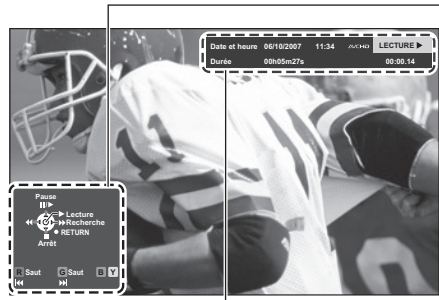 Date et heure 06/10/2007 11:34 AVCHD LECTURE ▶
Durée 00h05m27s 00:00.14
11
Pause
Lecture
Recherche
RETURN
Arrêt
R Saut G Saut B Y